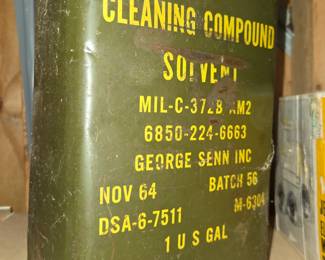 CLEANING COMPOUND
SOLVENT
MIL-C-372B AM2
6850-224-6663
GEORGE SENN INC
NOV 64 BATCH 56
DSA-6-7511 M-6304
1 U S GAL